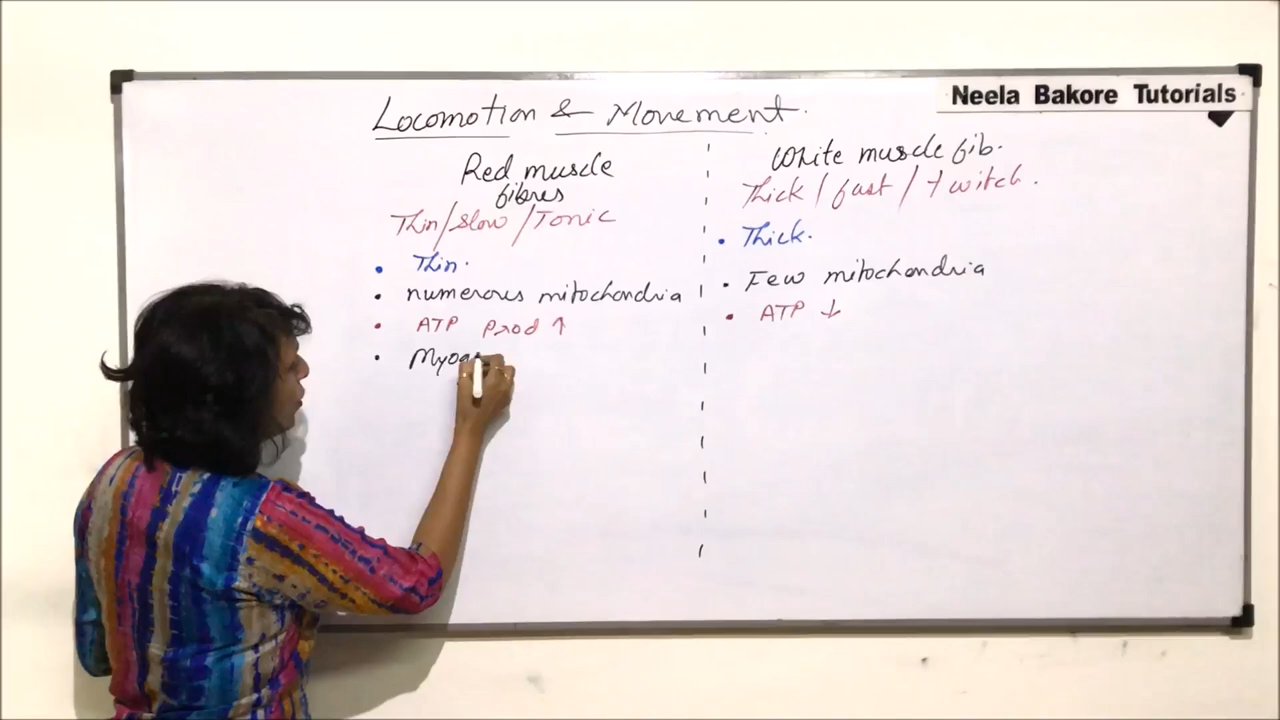 Neela Bakore Tutorials
Locomotion & Movement.
Red muscle
fibres
Thin/Slow/Tonic
• Thin.
• numerous mitochondria
• ATP prod ↑
• Myog
White muscle fib.
Thick / fast / twitch.
• Thick.
• Few mitochondria
• ATP ↓